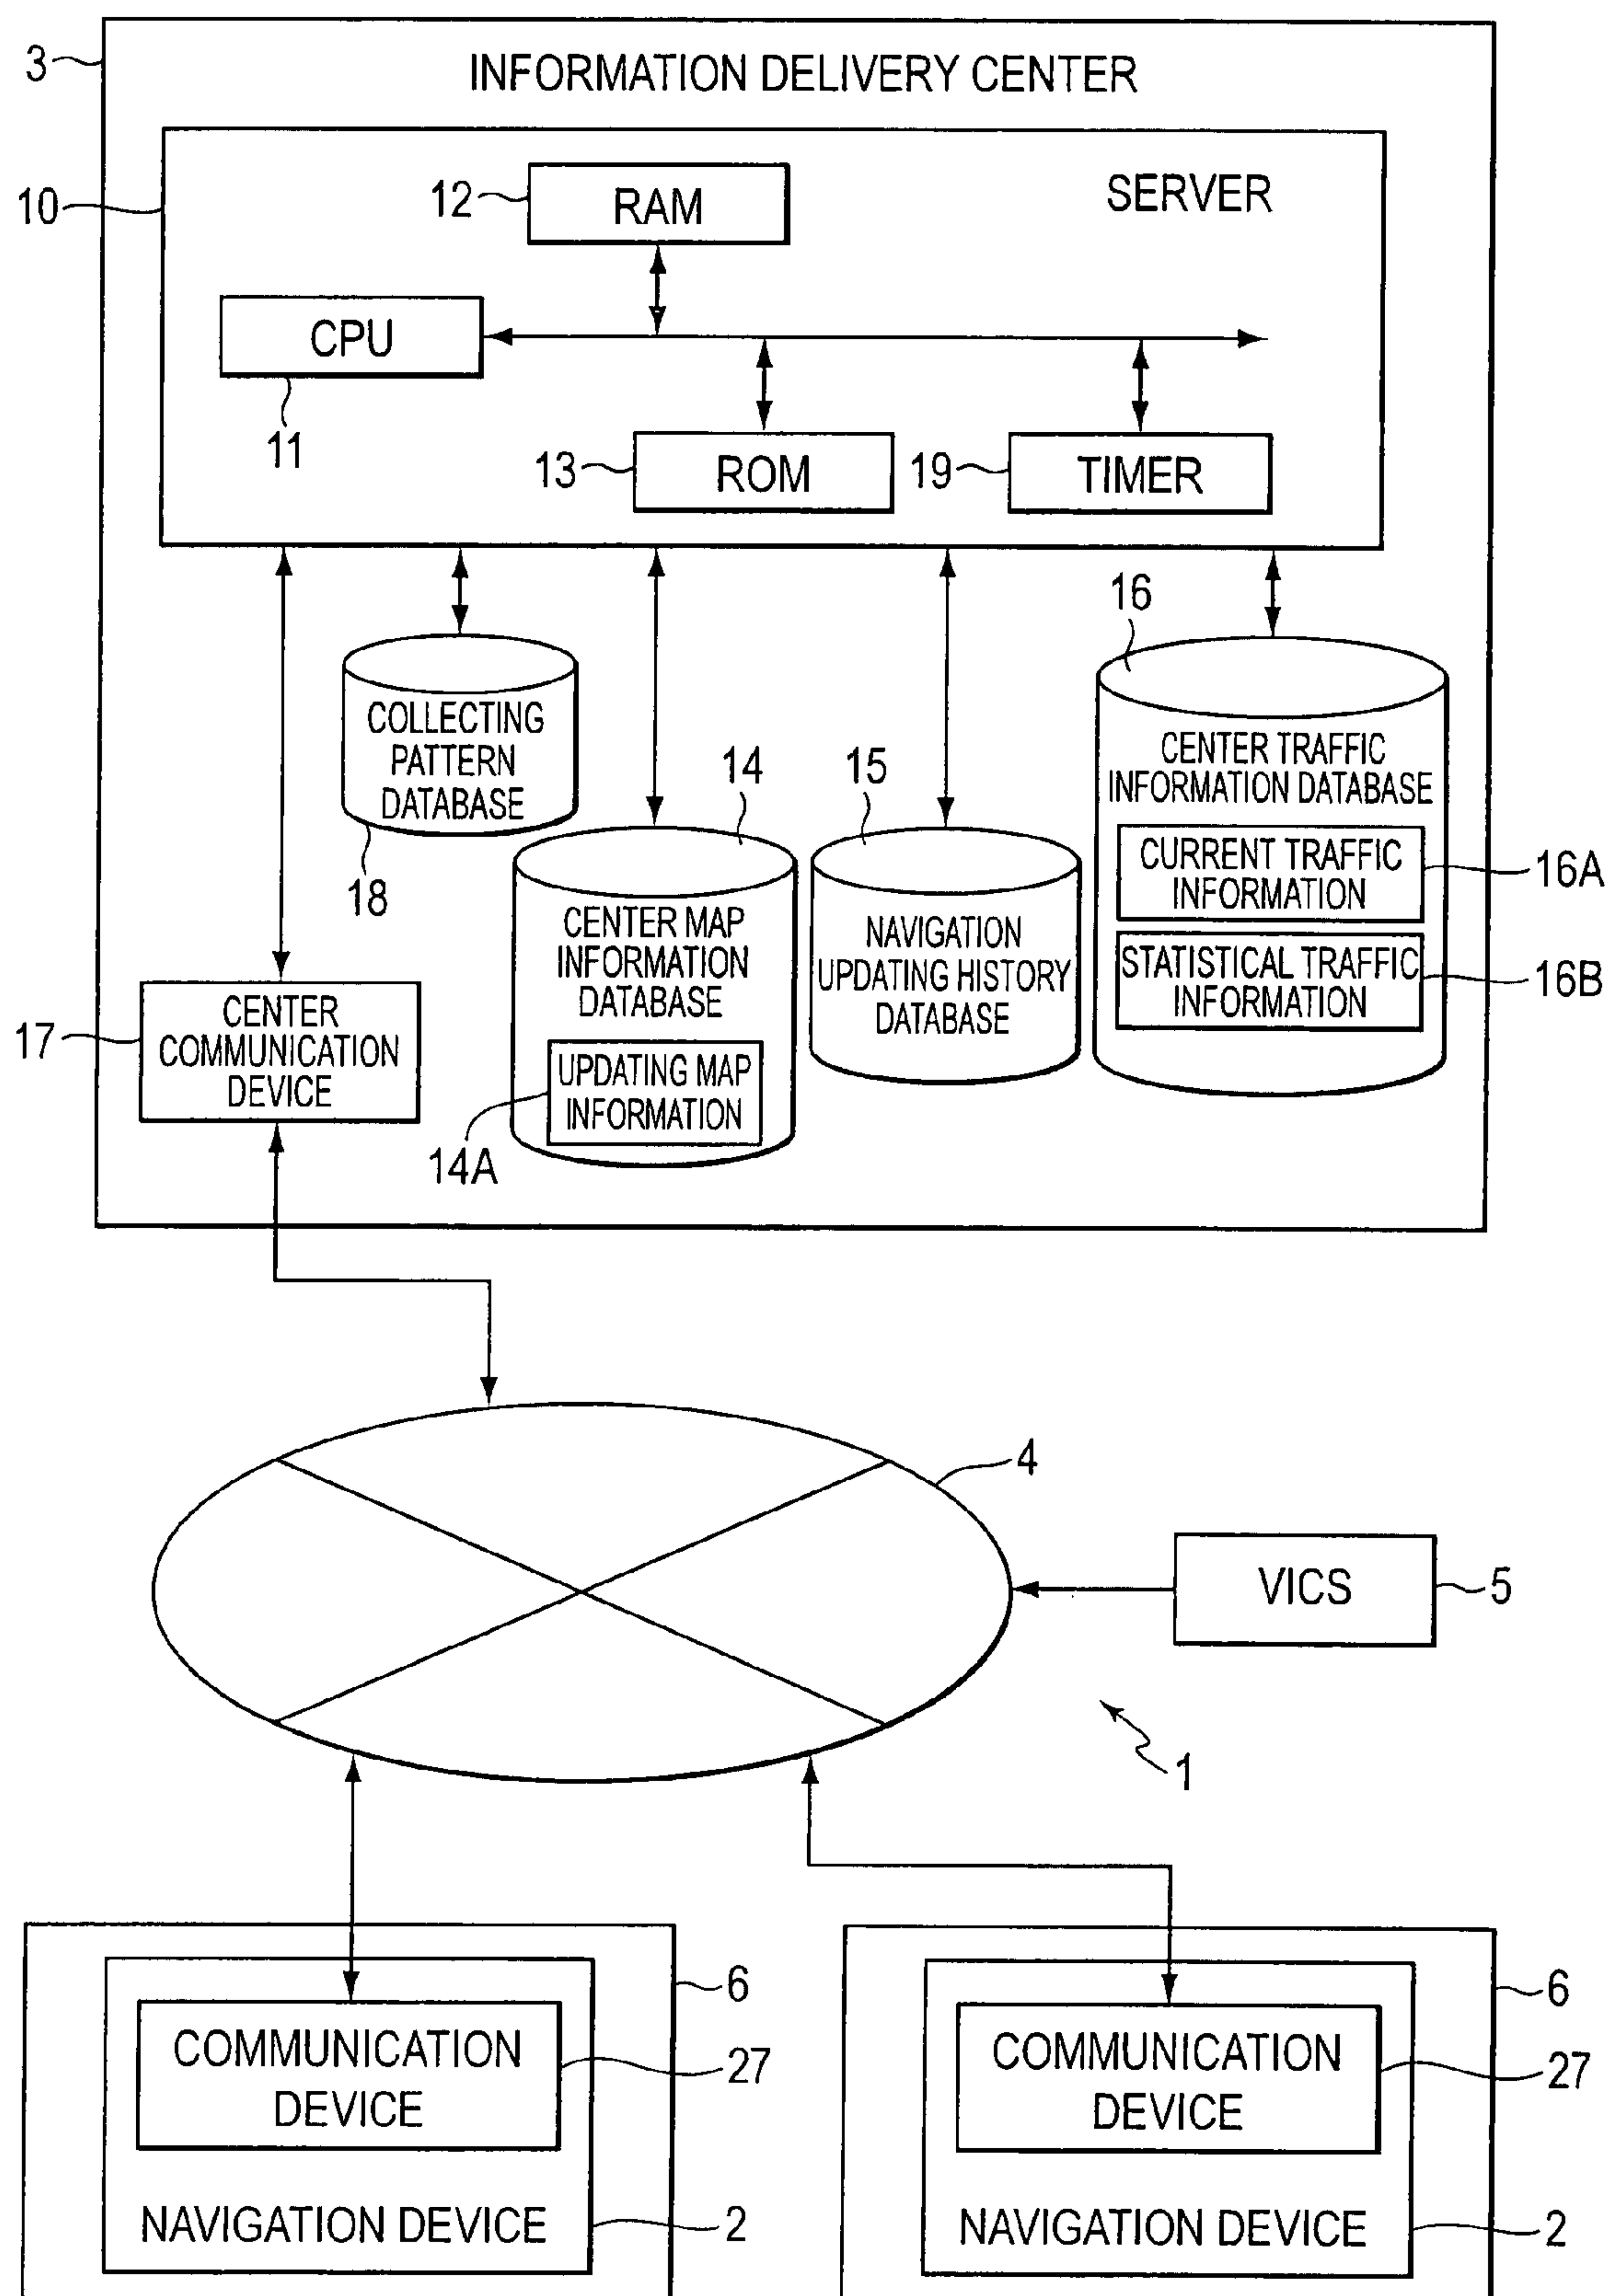 3
INFORMATION DELIVERY CENTER
10
12
RAM
SERVER
CPU
11
13
ROM
19
TIMER
16
COLLECTING
PATTERN
DATABASE
18
14
15
CENTER TRAFFIC
INFORMATION DATABASE
CURRENT TRAFFIC
INFORMATION
16A
STATISTICAL TRAFFIC
INFORMATION
16B
CENTER MAP
INFORMATION
DATABASE
NAVIGATION
UPDATING HISTORY
DATABASE
17
CENTER
COMMUNICATION
DEVICE
UPDATING MAP
INFORMATION
14A
4
VICS
5
1
6
COMMUNICATION
DEVICE
27
NAVIGATION DEVICE
2
6
COMMUNICATION
DEVICE
27
NAVIGATION DEVICE
2